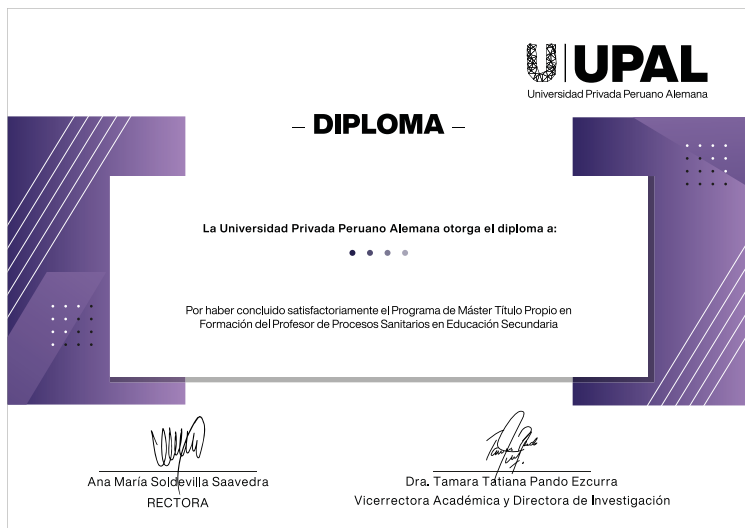 UPAL
Universidad Privada Peruano Alemana
– DIPLOMA –
La Universidad Privada Peruano Alemana otorga el diploma a:
Por haber concluido satisfactoriamente el Programa de Máster Título Propio en
Formación del Profesor de Procesos Sanitarios en Educación Secundaria
Ana María Soldevilla Saavedra
RECTORA
Dra. Tamara Tatiana Pando Ezcurra
Vicerrectora Académica y Directora de Investigación